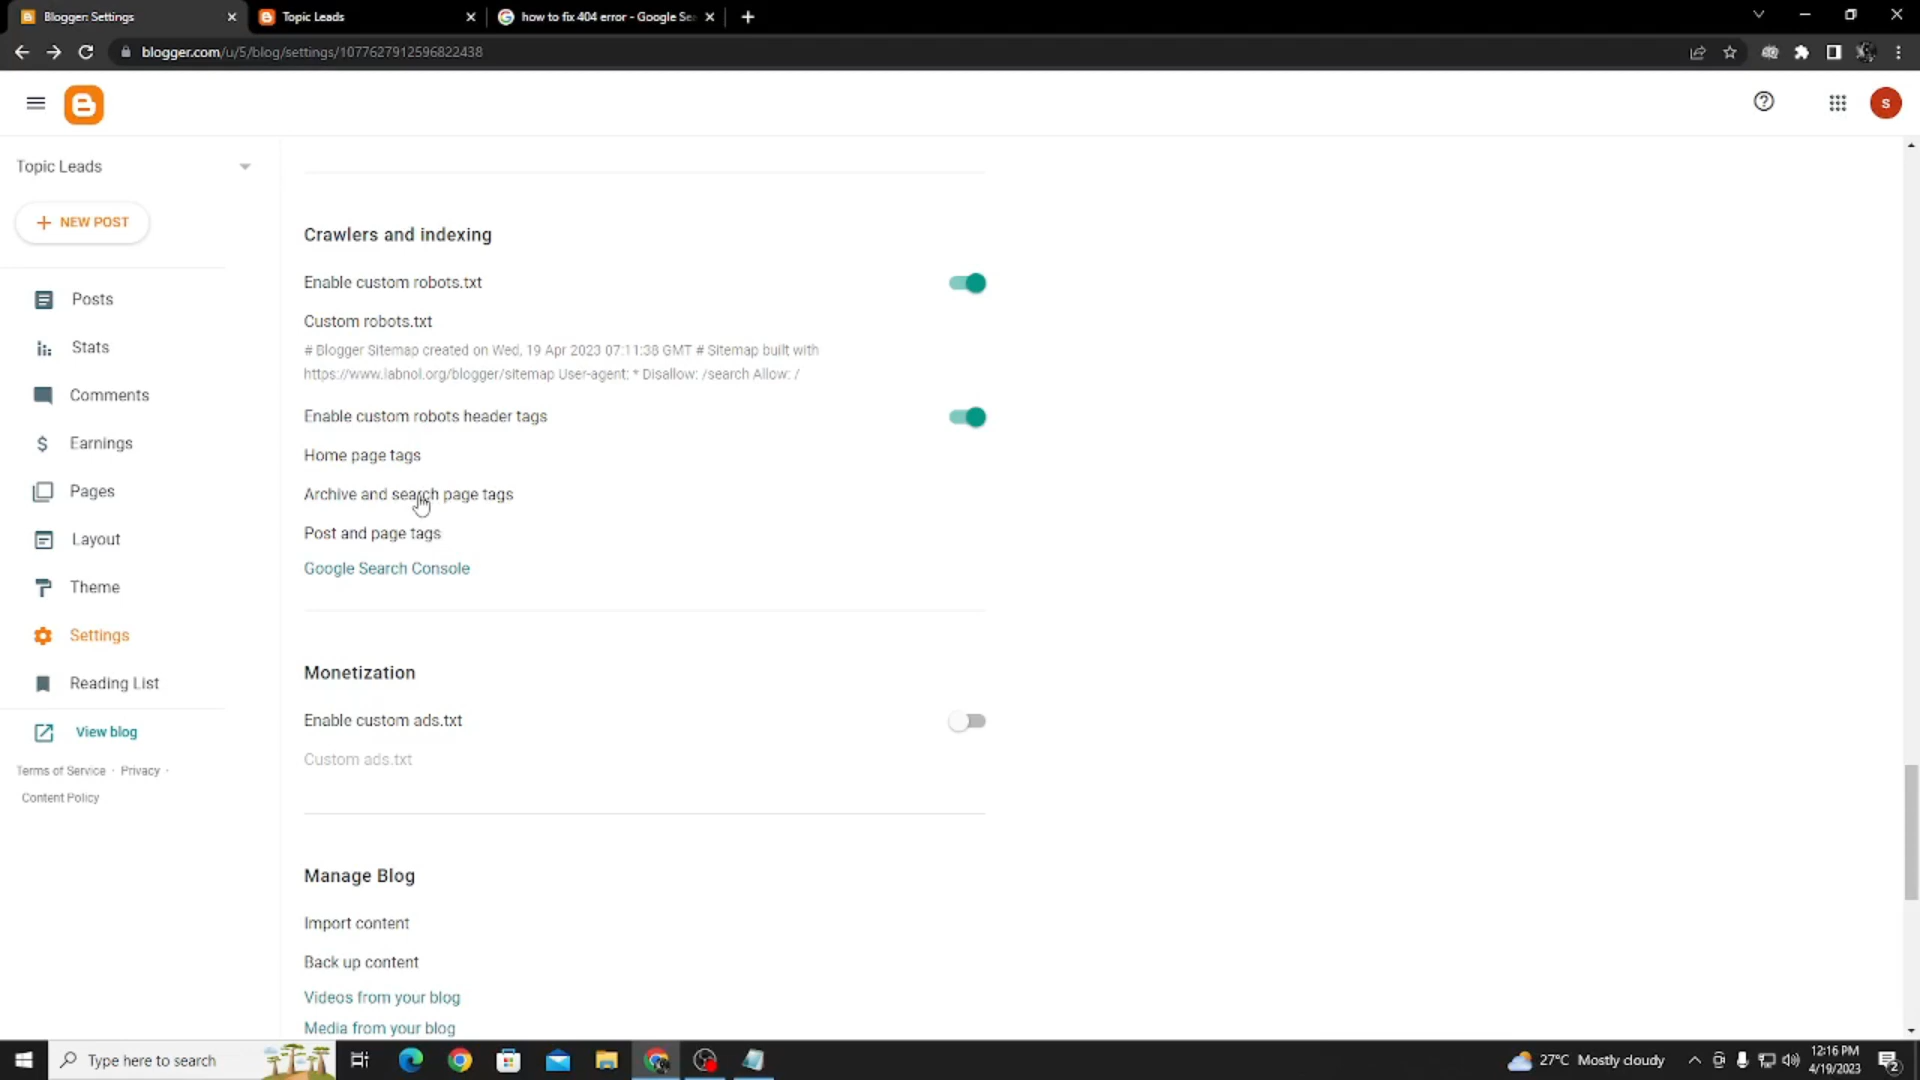 Blogger: Settings
Topic Leads
how to fix 404 error - Google Se
blogger.com/u/5/blog/settings/1077627912596822438
S
Topic Leads
NEW POST
Posts
Stats
Comments
Earnings
Pages
Layout
Theme
Settings
Reading List
View blog
Terms of Service · Privacy ·
Content Policy
Crawlers and indexing
Enable custom robots.txt
Custom robots.txt
# Blogger Sitemap created on Wed, 19 Apr 2023 07:11:38 GMT # Sitemap built with
https://www.labnol.org/blogger/sitemap User-agent: * Disallow: /search Allow: /
Enable custom robots header tags
Home page tags
Archive and search page tags
Post and page tags
Google Search Console
Monetization
Enable custom ads.txt
Custom ads.txt
Manage Blog
Import content
Back up content
Videos from your blog
Media from your blog
Type here to search
27°C Mostly cloudy
12:16 PM
4/19/2023
2